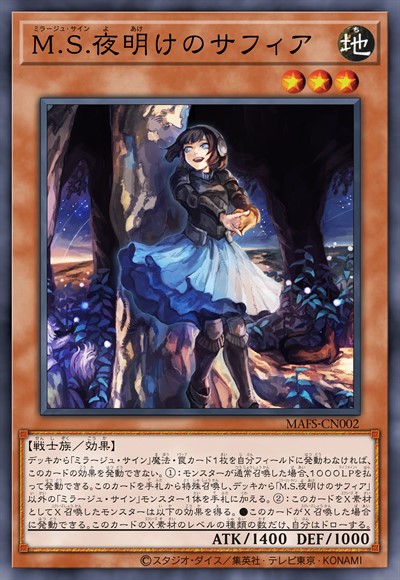 ミラージュ・サイン よ あけ
M.S.夜明けのサフィア
ち
地
MAFS-CN002
【戦士族／効果】
デッキから「ミラージュ・サイン」魔法・罠カード1枚を自分フィールドに発動わなければ、
このカードの効果を発動できない。①：モンスターが通常召喚した場合、1000LPを払
って発動できる。このカードを手札から特殊召喚し、デッキから「M.S.夜明けのサフィア」
以外の「ミラージュ・サイン」モンスター1体を手札に加える。②：このカードをX素材
としてX召喚したモンスターは以下の効果を得る。●このカードがX召喚した場合
に発動できる。このカードのX素材のレベルの種類の数だけ、自分はドローする。
ATK/1400 DEF/1000
©スタジオ・ダイス/集英社・テレビ東京・KONAMI